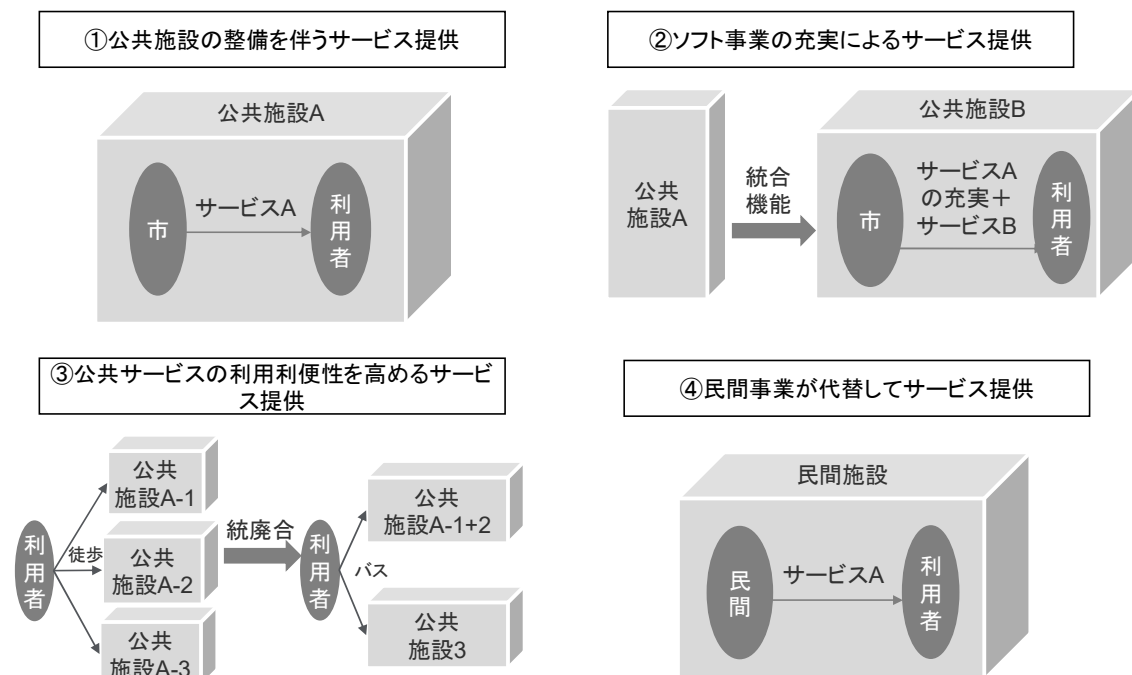 ①公共施設の整備を伴うサービス提供
公共施設A
市
サービスA
利
用
者
②ソフト事業の充実によるサービス提供
公共
施設A
統合
機能
公共施設B
市
サービスA
の充実＋
サービスB
利
用
者
③公共サービスの利用利便性を高めるサービ
ス提供
利
用
者
徒歩
公共
施設A-1
公共
施設A-2
公共
施設A-3
統廃合
利
用
者
バス
公共
施設A-1+2
公共
施設3
④民間事業が代替してサービス提供
民間施設
民
間
サービスA
利
用
者